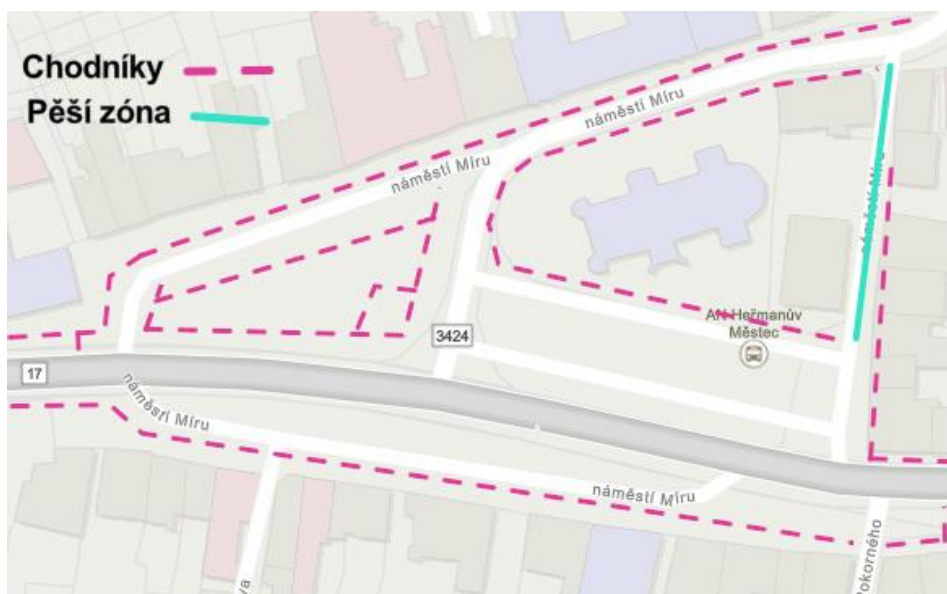 Chodníky
Pěší zóna
náměstí Míru
náměstí Míru
náměstí Míru
AN Heřmanův
Městec
3424
17
náměstí Míru
náměstí Míru
Pokorného